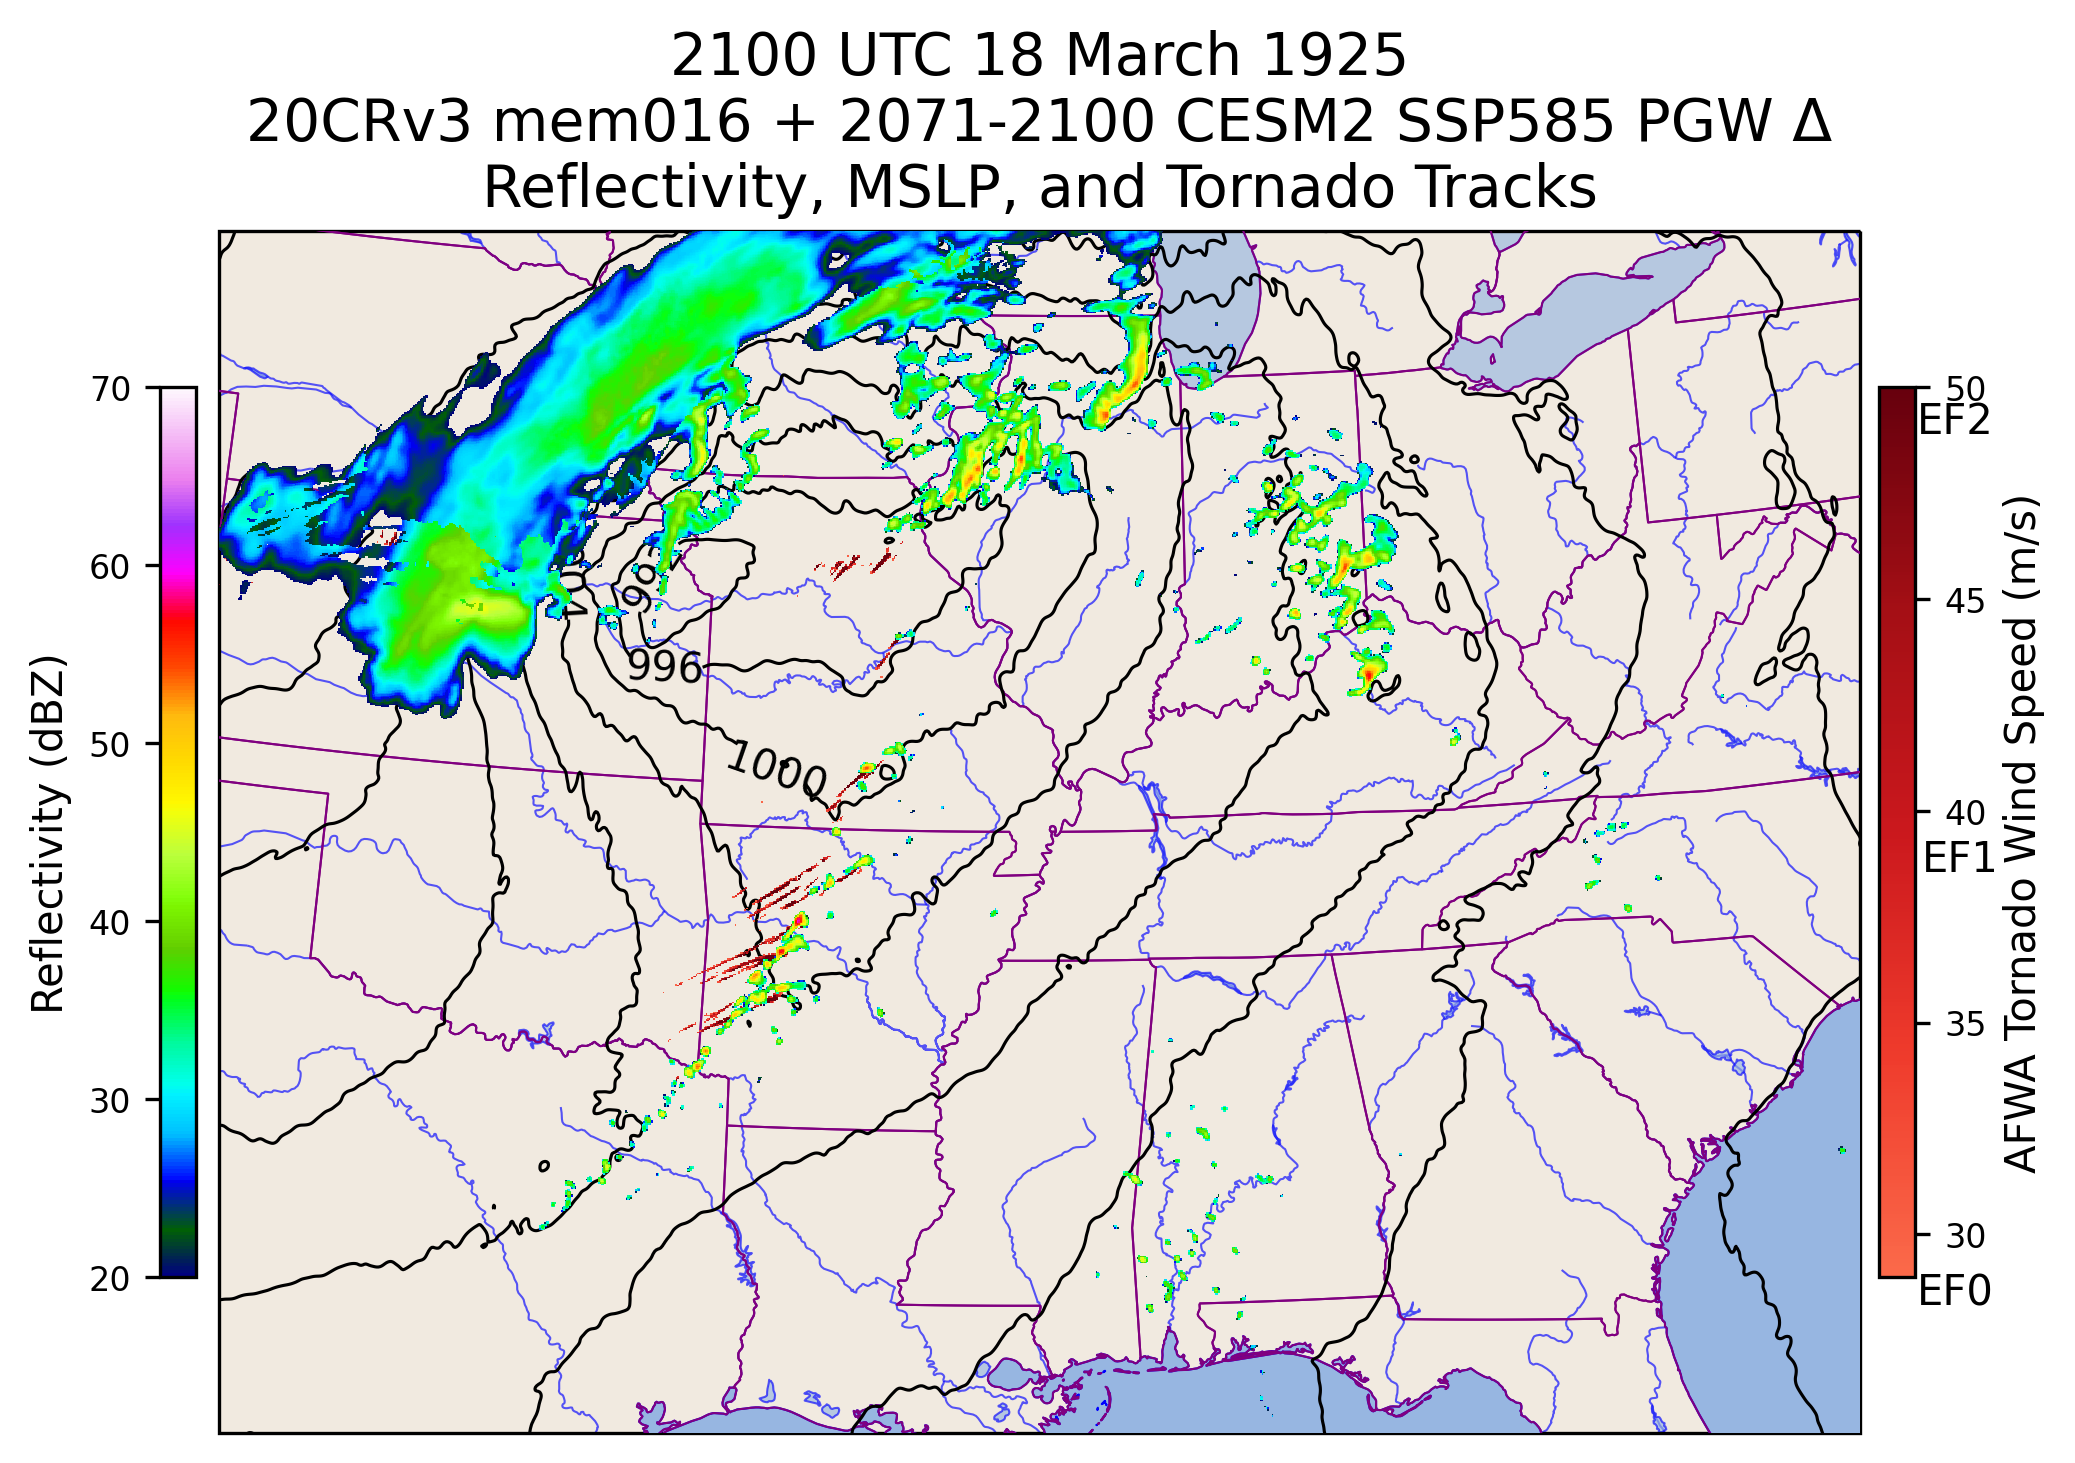 2100 UTC 18 March 1925
20CRv3 mem016 + 2071-2100 CESM2 SSP585 PGW Δ
Reflectivity, MSLP, and Tornado Tracks
Reflectivity (dBZ)
70
60
50
40
30
20
996
1000
AFWA Tornado Wind Speed (m/s)
50
EF2
45
40
EF1
35
30
EF0